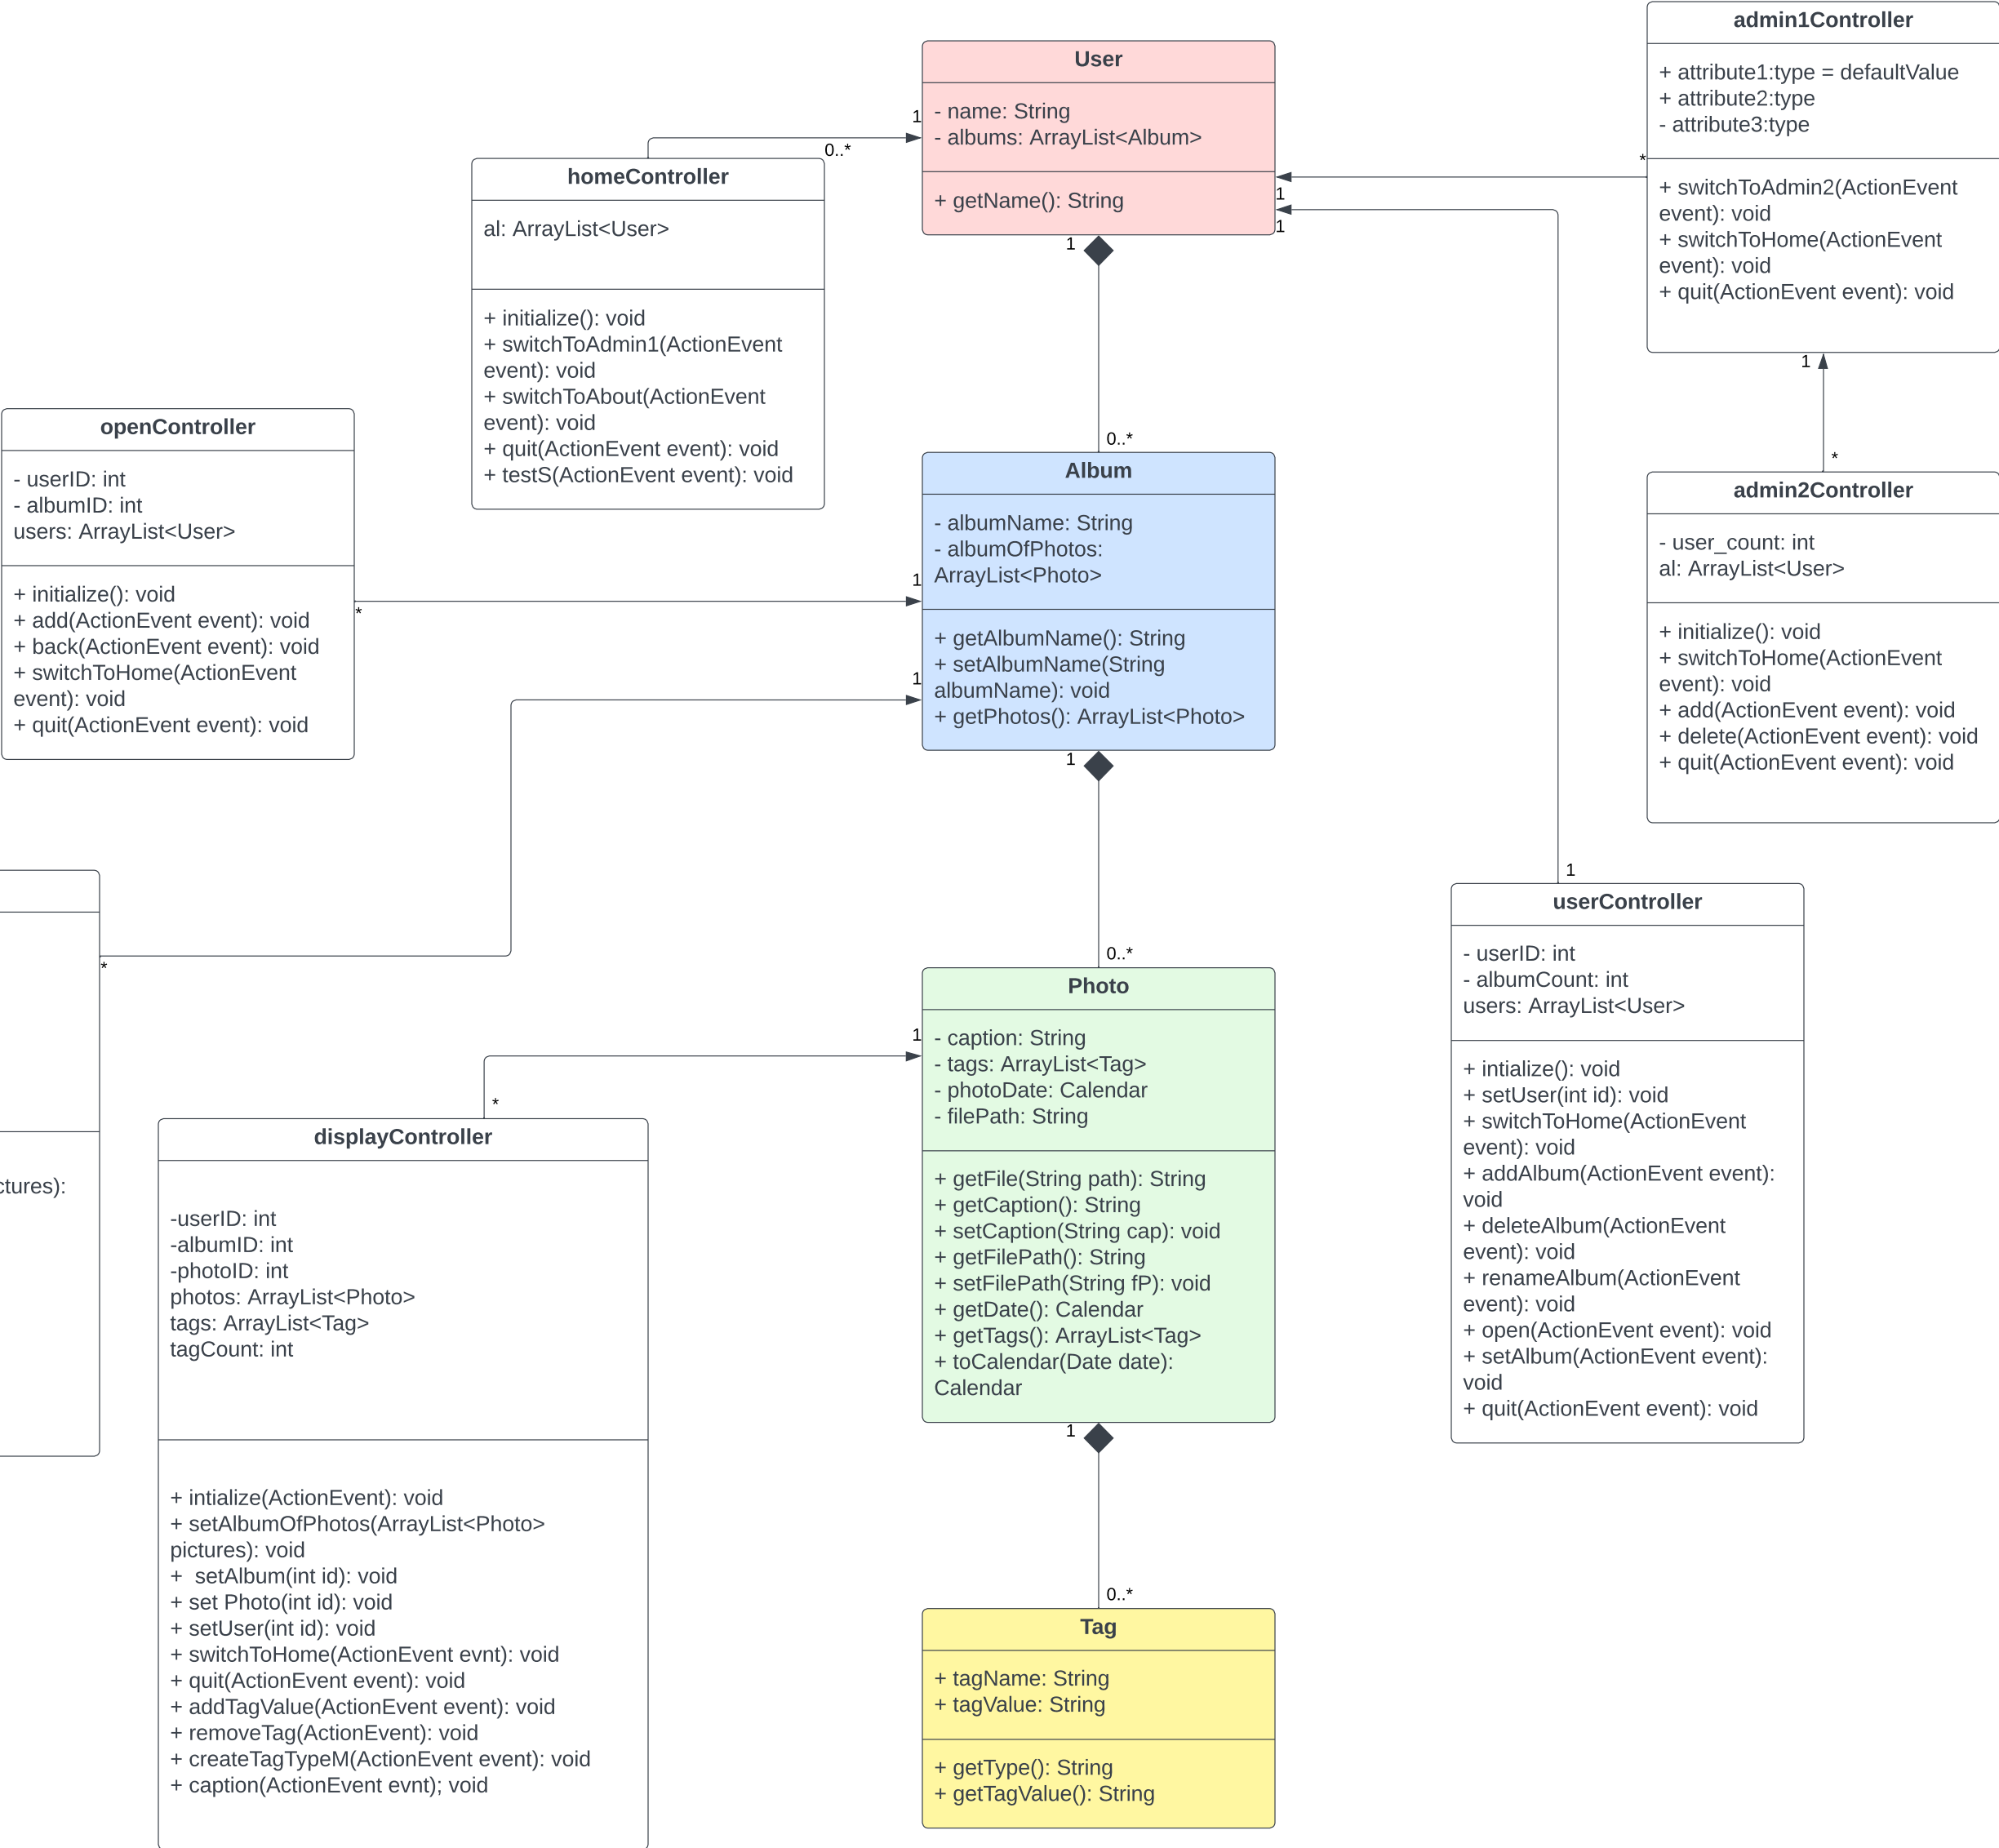 admin1Controller
+ attribute1:type = defaultValue
+ attribute2:type
- attribute3:type
+ switchToAdmin2(ActionEvent
event): void
+ switchToHome(ActionEvent
event): void
+ quit(ActionEvent event): void
User
- name: String
- albums: ArrayList<Album>
+ getName(): String
1
0..*
*
1
1
1
0..*
1
*
homeController
al: ArrayList<User>
+ initialize(): void
+ switchToAdmin1(ActionEvent
event): void
+ switchToAbout(ActionEvent
event): void
+ quit(ActionEvent event): void
+ testS(ActionEvent event): void
openController
- userID: int
- albumID: int
users: ArrayList<User>
+ initialize(): void
+ add(ActionEvent event): void
+ back(ActionEvent event): void
+ switchToHome(ActionEvent
event): void
+ quit(ActionEvent event): void
*
1
1
*
Album
- albumName: String
- albumOfPhotos:
ArrayList<Photo>
+ getAlbumName(): String
+ setAlbumName(String
albumName): void
+ getPhotos(): ArrayList<Photo>
1
0..*
admin2Controller
- user_count: int
al: ArrayList<User>
+ initialize(): void
+ switchToHome(ActionEvent
event): void
+ add(ActionEvent event): void
+ delete(ActionEvent event): void
+ quit(ActionEvent event): void
1
userController
- userID: int
- albumCount: int
users: ArrayList<User>
+ intialize(): void
+ setUser(int id): void
+ switchToHome(ActionEvent
event): void
+ addAlbum(ActionEvent event):
void
+ deleteAlbum(ActionEvent
event): void
+ renameAlbum(ActionEvent
event): void
+ open(ActionEvent event): void
+ setAlbum(ActionEvent event):
void
+ quit(ActionEvent event): void
Photo
- caption: String
- tags: ArrayList<Tag>
- photoDate: Calendar
- filePath: String
+ getFile(String path): String
+ getCaption(): String
+ setCaption(String cap): void
+ getFilePath(): String
+ setFilePath(String fP): void
+ getDate(): Calendar
+ getTags(): ArrayList<Tag>
+ toCalendar(Date date):
Calendar
1
*
1
0..*
displayController
-userID: int
-albumID: int
-photoID: int
photos: ArrayList<Photo>
tags: ArrayList<Tag>
tagCount: int
+ intialize(ActionEvent): void
+ setAlbumOfPhotos(ArrayList<Photo>
pictures): void
+  setAlbum(int id): void
+ set Photo(int id): void
+ setUser(int id): void
+ switchToHome(ActionEvent evnt): void
+ quit(ActionEvent event): void
+ addTagValue(ActionEvent event): void
+ removeTag(ActionEvent): void
+ createTagTypeM(ActionEvent event): void
+ caption(ActionEvent evnt); void
Tag
+ tagName: String
+ tagValue: String
+ getType(): String
+ getTagValue(): String